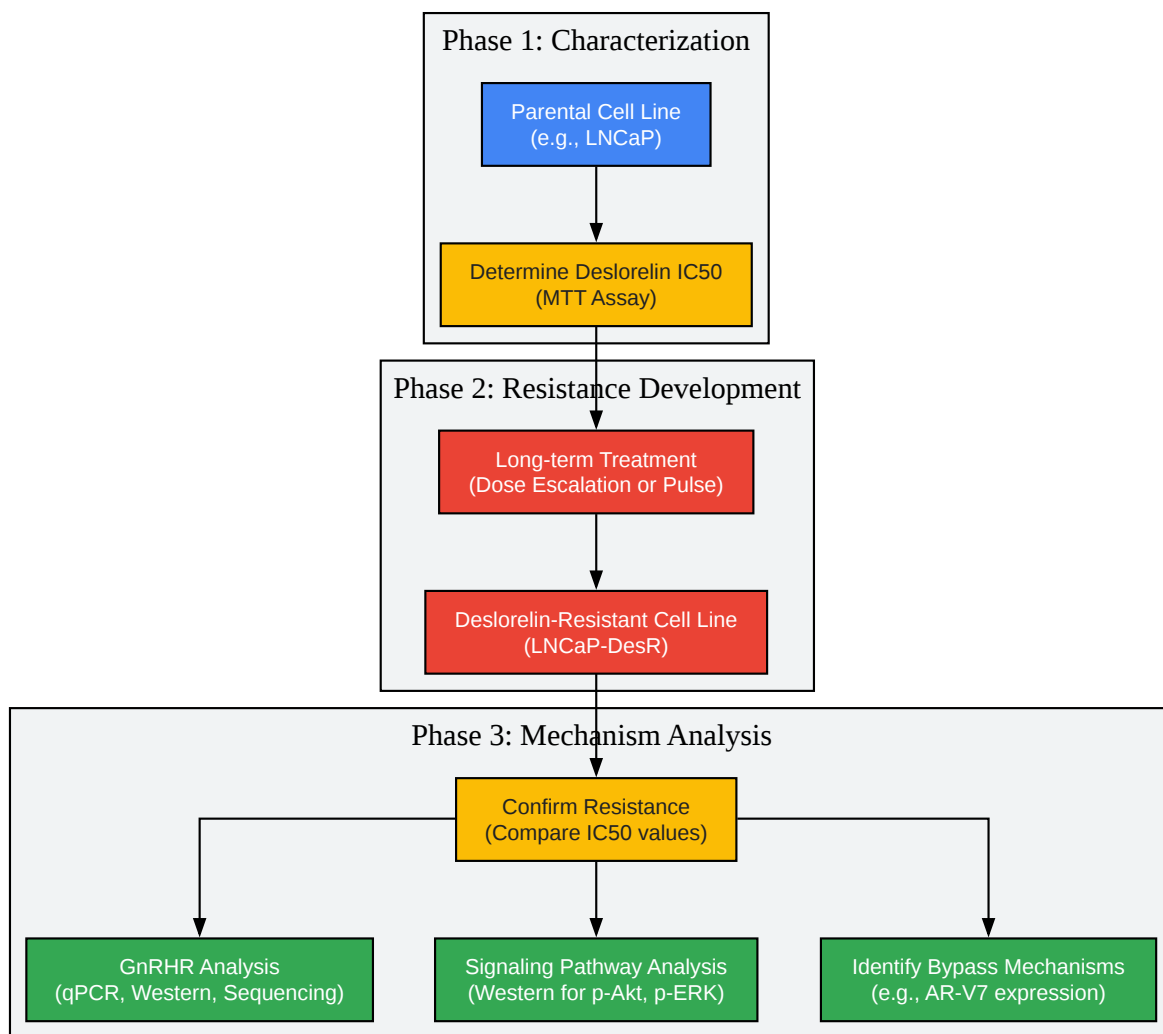 Phase 1: Characterization
Parental Cell Line
(e.g., LNCaP)
Determine Deslorelin IC50
(MTT Assay)
Phase 2: Resistance Development
Long-term Treatment
(Dose Escalation or Pulse)
Deslorelin-Resistant Cell Line
(LNCaP-DesR)
Phase 3: Mechanism Analysis
Confirm Resistance
(Compare IC50 values)
GnRHR Analysis
(qPCR, Western, Sequencing)
Signaling Pathway Analysis
(Western for p-Akt, p-ERK)
Identify Bypass Mechanisms
(e.g., AR-V7 expression)